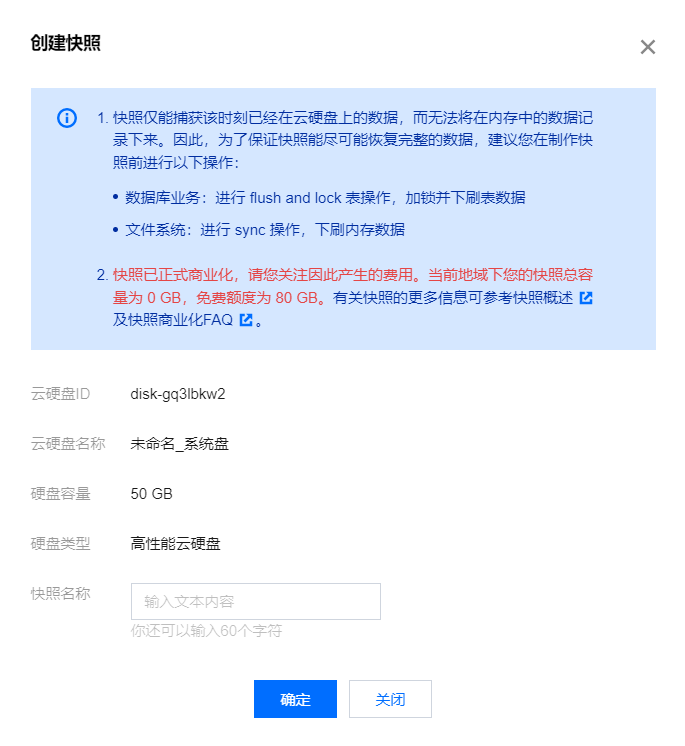 创建快照
1. 快照仅能捕获该时刻已经在云硬盘上的数据，而无法将在内存中的数据记
录下来。因此，为了保证快照能尽可能恢复完整的数据，建议您在制作快
照前进行以下操作：
• 数据库业务：进行 flush and lock 表操作，加锁并下刷表数据
• 文件系统：进行 sync 操作，下刷内存数据
2. 快照已正式商业化，请您关注因此产生的费用。当前地域下您的快照总容
量为 0 GB，免费额度为 80 GB。有关快照的更多信息可参考快照概述
及快照商业化FAQ 。
云硬盘ID disk-gq3lbkw2
云硬盘名称 未命名_系统盘
硬盘容量 50 GB
硬盘类型 高性能云硬盘
快照名称 输入文本内容
你还可以输入60个字符
确定 关闭